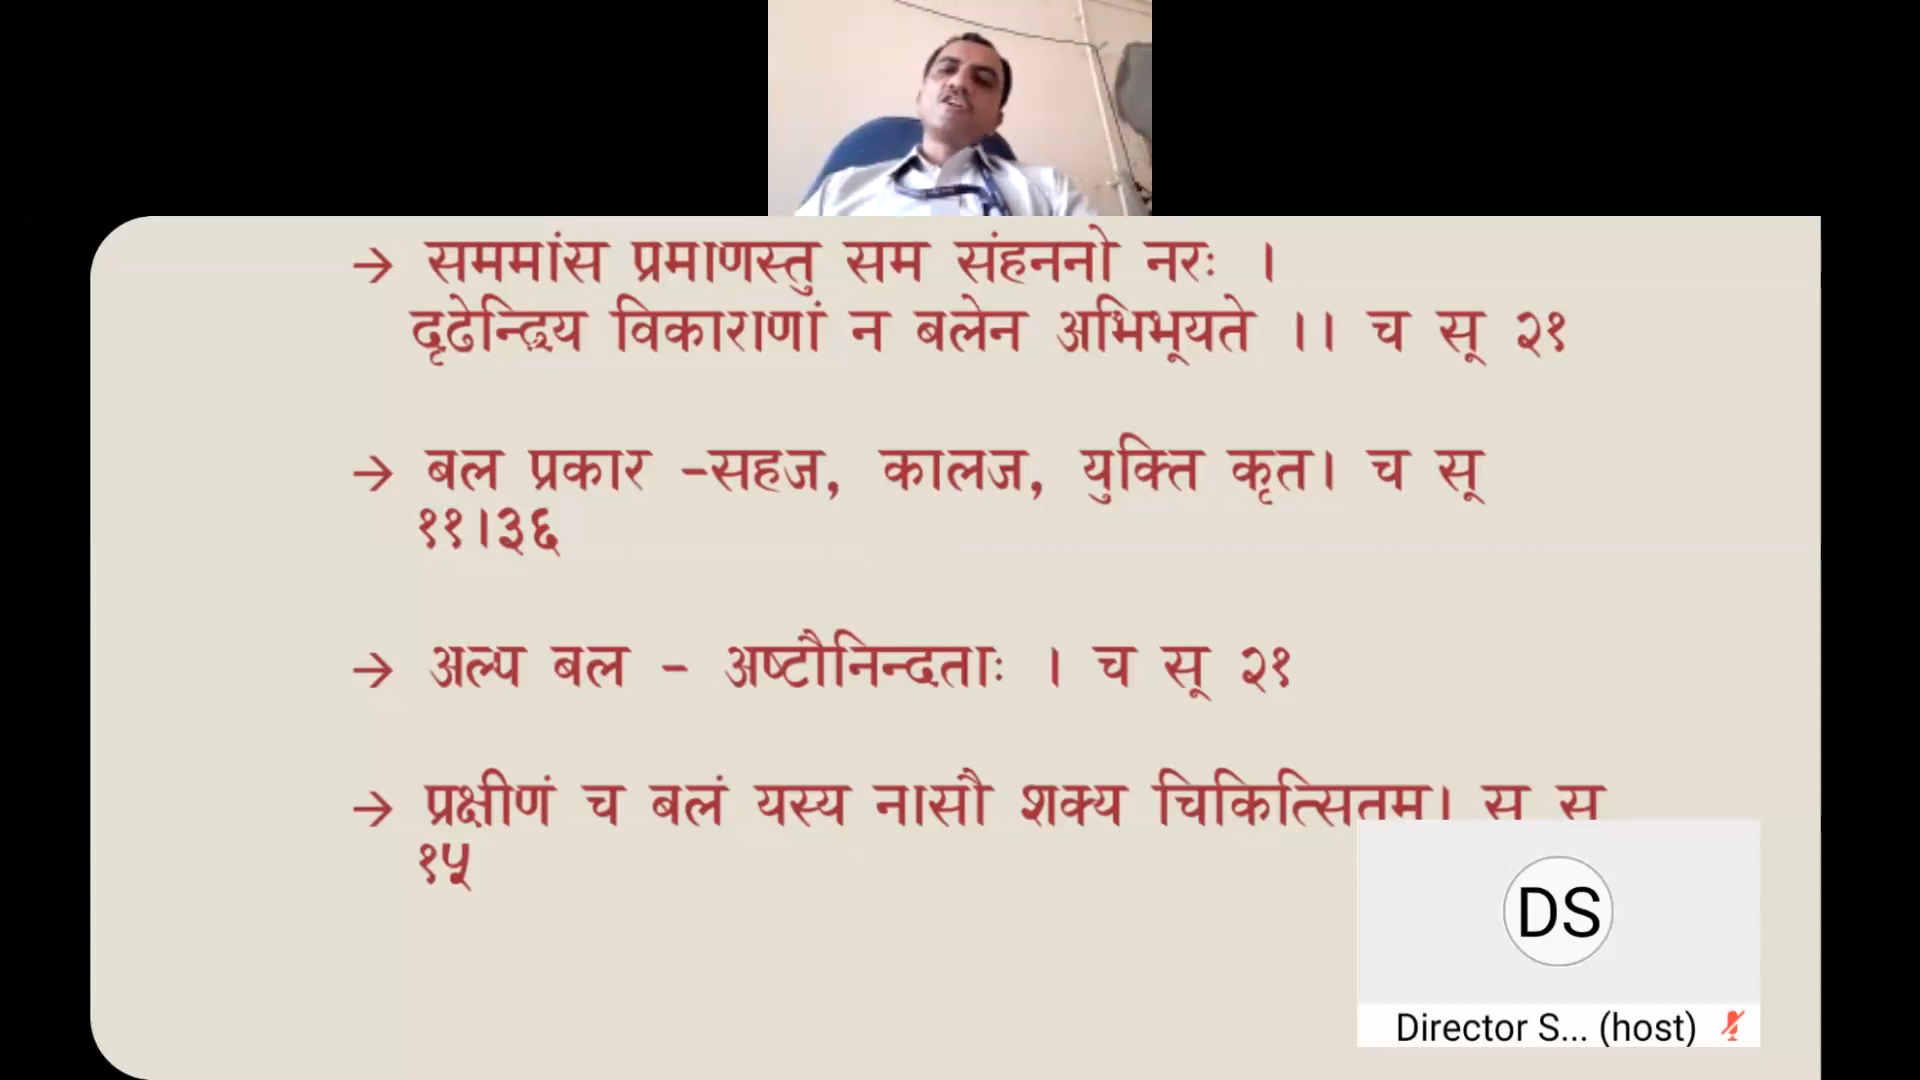 → सममांस प्रमाणस्तु सम संहननो नरः ।
दृढेन्द्रिय विकाराणां न बलेन अभिभूयते ।। च सू २१
→ बल प्रकार -सहज, कालज, युक्ति कृत। च सू
११।३६
→ अल्प बल - अष्टौनिन्दताः । च सू २१
→ प्रक्षीणं च बलं यस्य नासौ शक्य चिकित्सितम।
१५
DS
Director S... (host)